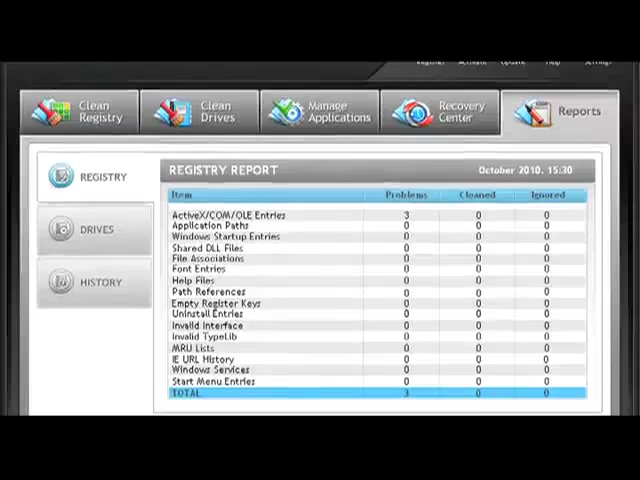 Register Activate Update Help Settings
Clean Registry
Clean Drives
Manage Applications
Recovery Center
Reports
REGISTRY
DRIVES
HISTORY
REGISTRY REPORT October 2010. 15:30
Item Problems Cleaned Ignored
ActiveX/COM/OLE Entries 3 0 0
Application Paths 0 0 0
Windows Startup Entries 0 0 0
Shared DLL Files 0 0 0
File Associations 0 0 0
Font Entries 0 0 0
Help Files 0 0 0
Path References 0 0 0
Empty Register Keys 0 0 0
Uninstall Entries 0 0 0
Invalid Interface 0 0 0
Invalid TypeLib 0 0 0
MRU Lists 0 0 0
IE URL History 0 0 0
Windows Services 0 0 0
Start Menu Entries 0 0 0
TOTAL 3 0 0